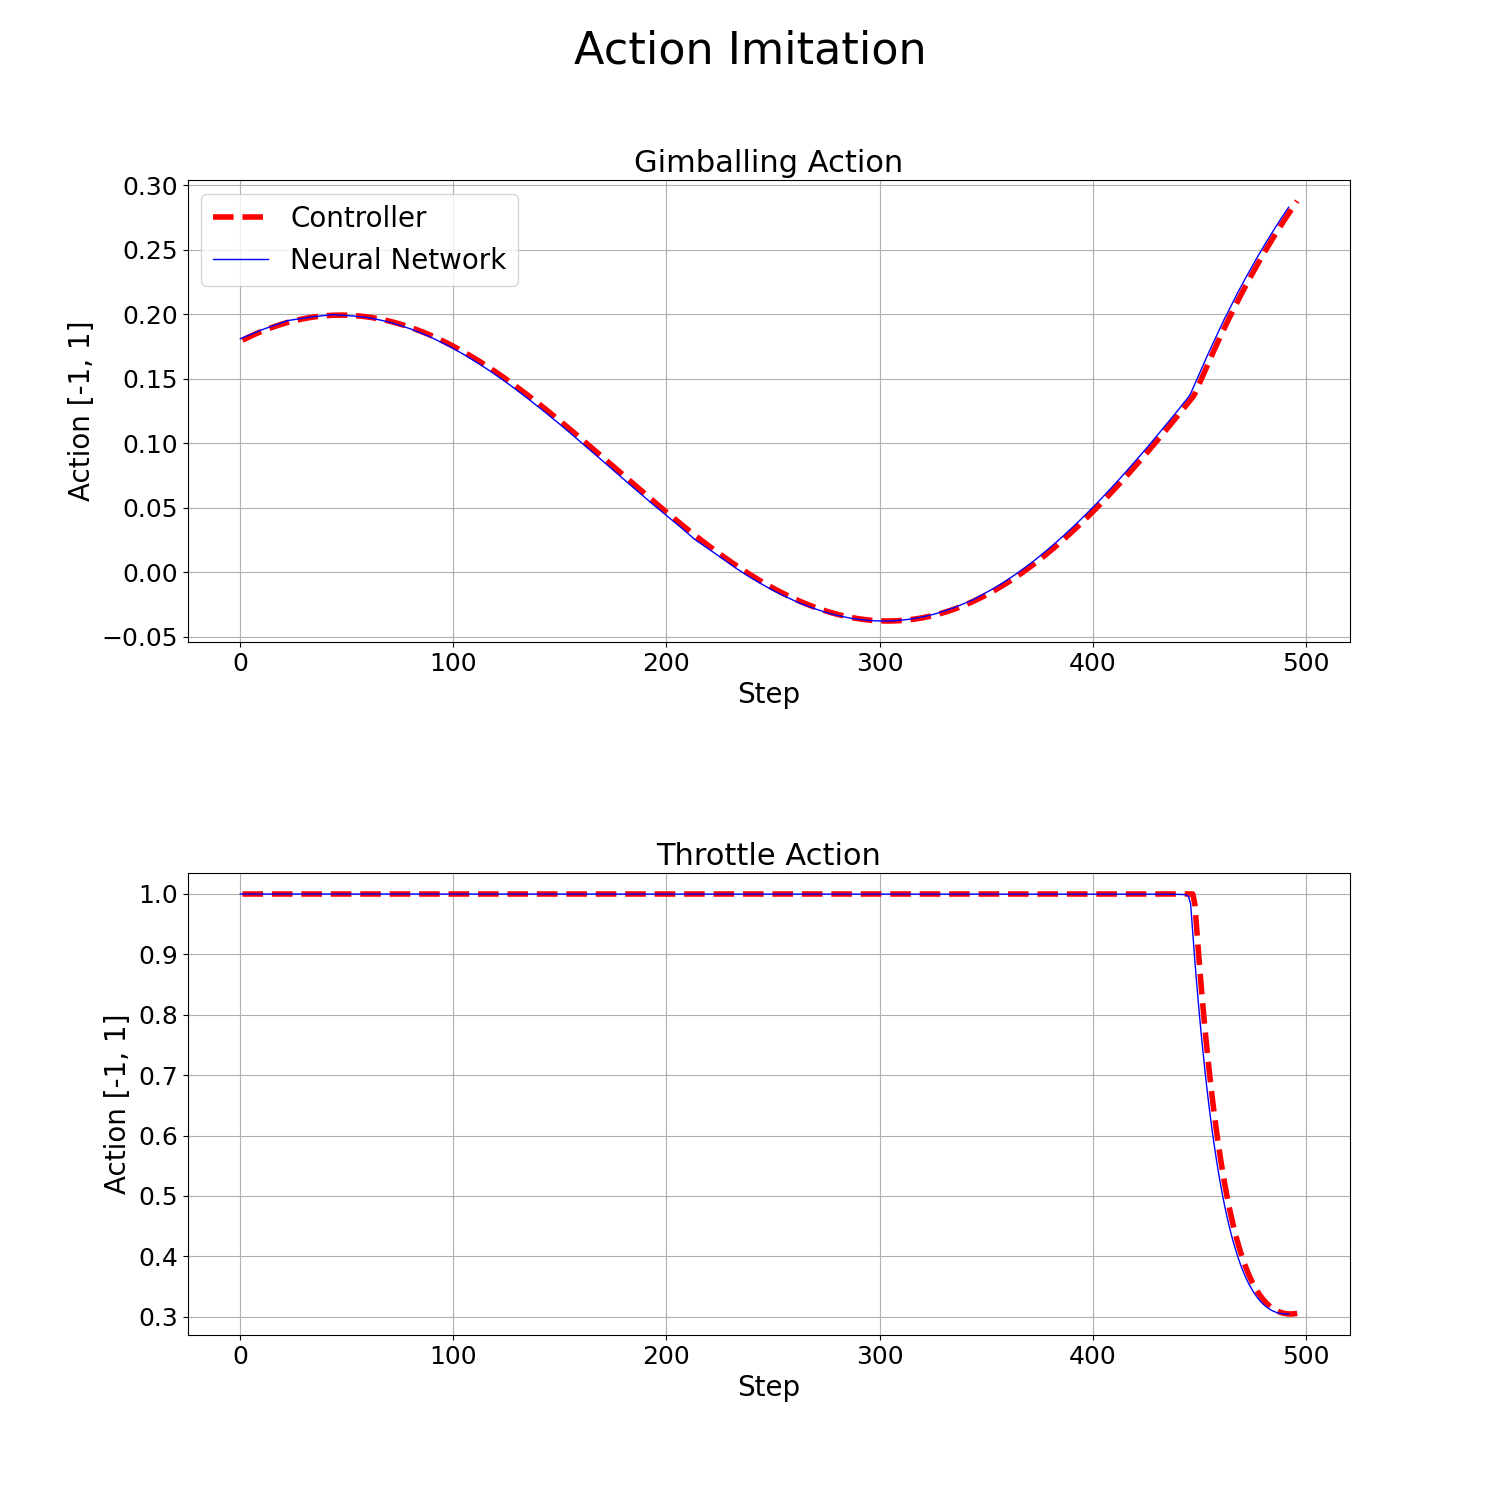 Action Imitation
Gimballing Action
0.30
0.25
0.20
0.15
0.10
0.05
0.00
−0.05
Action [-1, 1]
Controller
Neural Network
0 100 200 300 400 500
Step
Throttle Action
1.0
0.9
0.8
0.7
0.6
0.5
0.4
0.3
Action [-1, 1]
0 100 200 300 400 500
Step